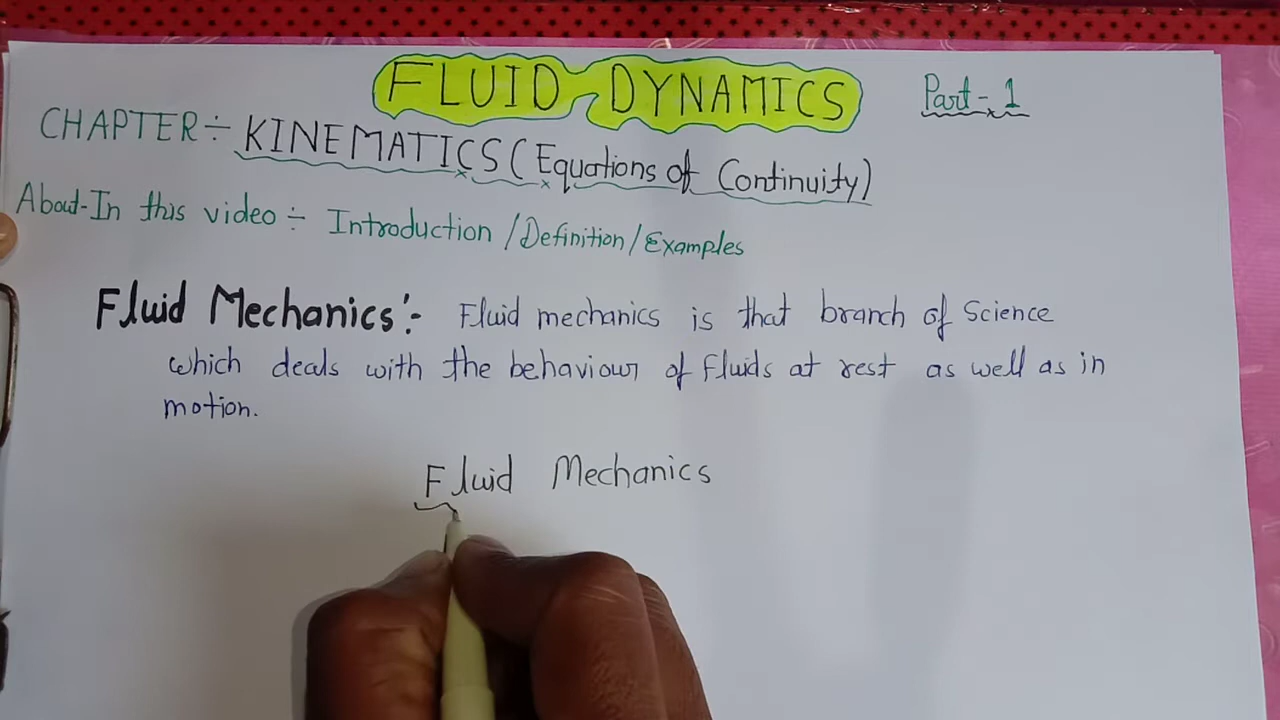 FLUID DYNAMICS Part-1
CHAPTER÷ KINEMATICS (Equations of Continuity)
About-In this video ÷ Introduction /Definition/Examples
Fluid Mechanics:- Fluid mechanics is that branch of Science
which deals with the behaviour of fluids at rest as well as in
motion.
Fluid Mechanics